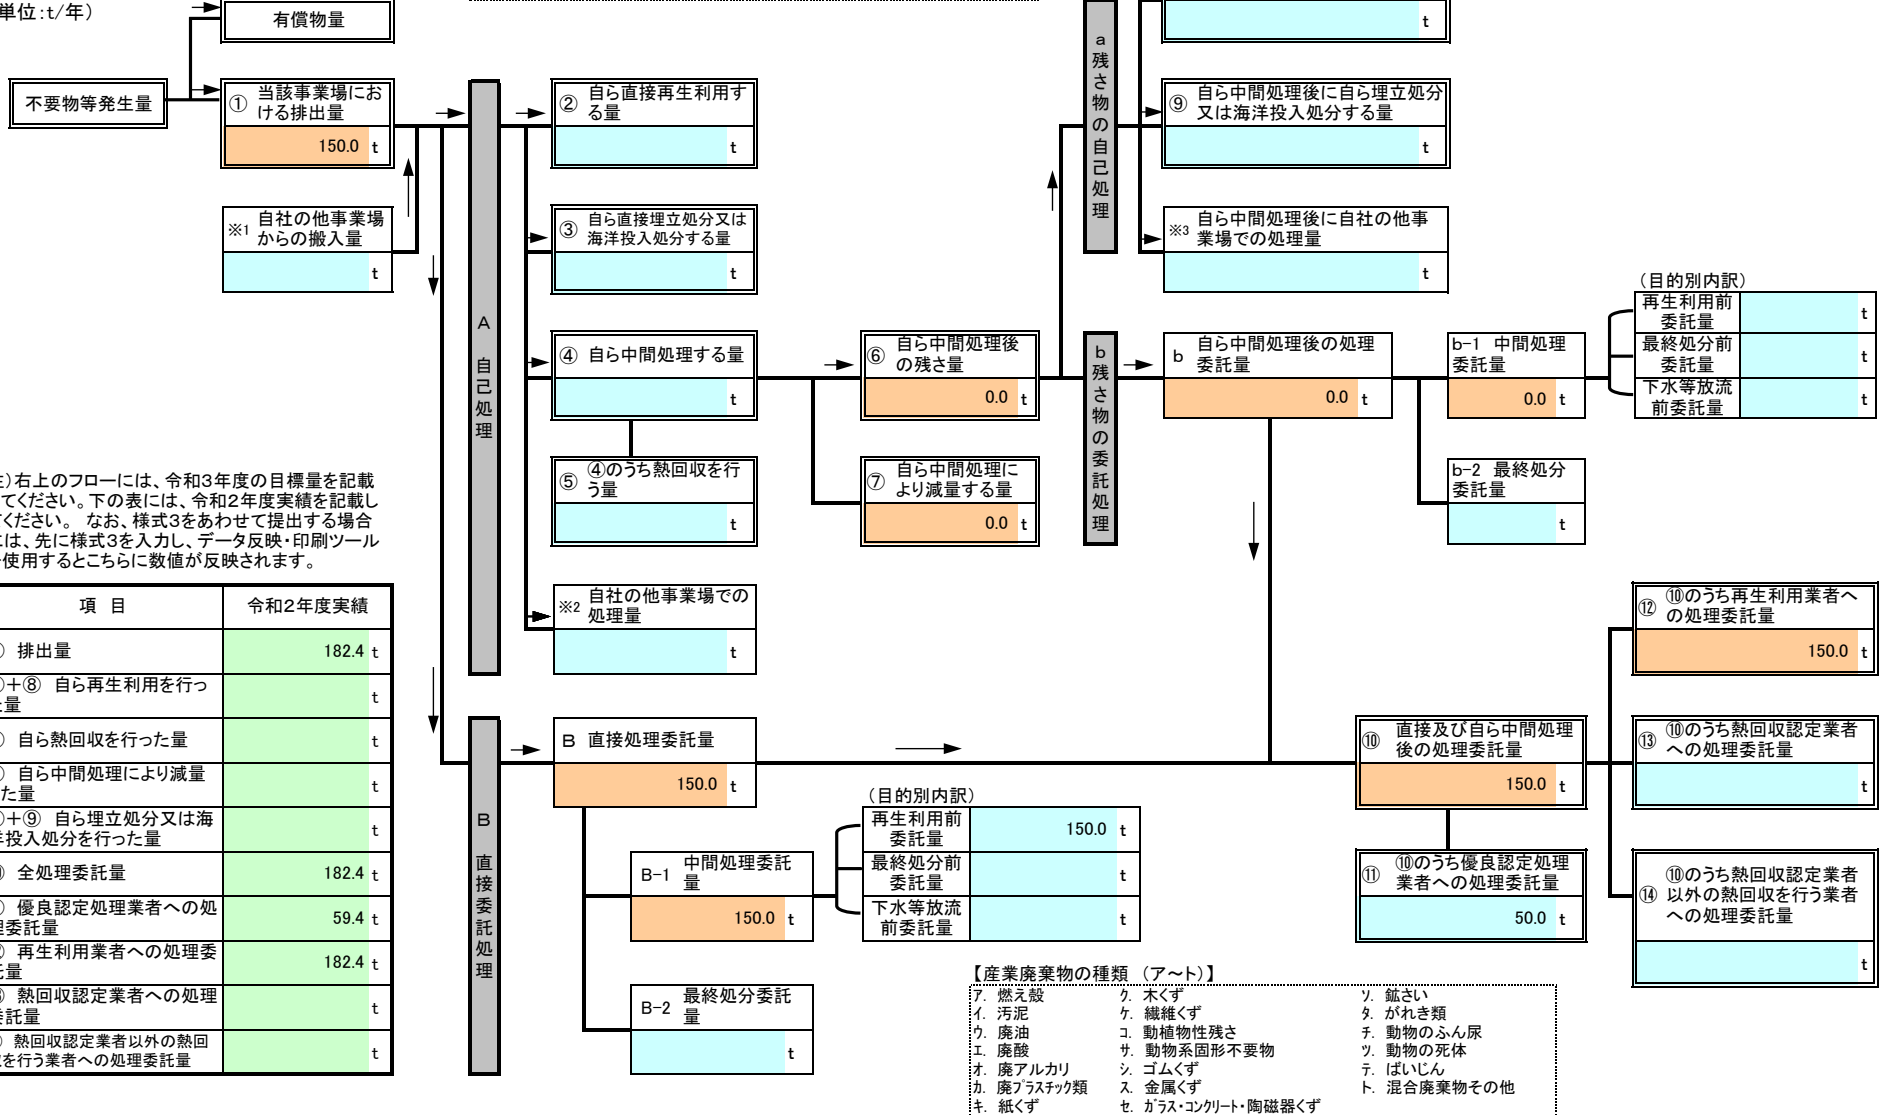 単位:t/年)
有償物量
t
不要物等発生量
① 当該事業場にお
ける排出量
150.0 t
② 自ら直接再生利用す
る量
t
⑨ 自ら中間処理後に自ら埋立処分
又は海洋投入処分する量
t
a 残さ物の自己処理
※1 自社の他事業場
からの搬入量
t
③ 自ら直接埋立処分又は
海洋投入処分する量
t
※3 自ら中間処理後に自社の他事
業場での処理量
t
A 自己処理
④ 自ら中間処理する量
t
⑥ 自ら中間処理後
の残さ量
0.0 t
b 残さ物の委託処理
b 自ら中間処理後の処理
委託量
0.0 t
b-1 中間処理
委託量
0.0 t
(目的別内訳)
再生利用前
委託量
t
最終処分前
委託量
t
下水等放流
前委託量
t
⑤ ④のうち熱回収を行
う量
t
⑦ 自ら中間処理に
より減量する量
0.0 t
b-2 最終処分
委託量
t
)右上のフローには、令和3年度の目標量を記載
てください。下の表には、令和2年度実績を記載し
ください。 なお、様式3をあわせて提出する場合
は、先に様式3を入力し、データ反映・印刷ツール
使用するとこちらに数値が反映されます。
※2 自社の他事業場での
処理量
t
項 目 令和2年度実績
) 排出量 182.4 t
)+⑧ 自ら再生利用を行っ
量
t
) 自ら熱回収を行った量 t
) 自ら中間処理により減量
た量
t
)+⑨ 自ら埋立処分又は海
投入処分を行った量
t
) 全処理委託量 182.4 t
) 優良認定処理業者への処
委託量
59.4 t
) 再生利用業者への処理委
量
182.4 t
) 熱回収認定業者への処理
託量
t
) 熱回収認定業者以外の熱回
を行う業者への処理委託量
t
B 直接委託処理
B 直接処理委託量
150.0 t
B-1 中間処理委託
量
150.0 t
(目的別内訳)
再生利用前
委託量
150.0 t
最終処分前
委託量
t
下水等放流
前委託量
t
B-2 最終処分委託
量
t
⑩ 直接及び自ら中間処理
後の処理委託量
150.0 t
⑪ ⑩のうち優良認定処理
業者への処理委託量
50.0 t
⑫ ⑩のうち再生利用業者へ
の処理委託量
150.0 t
⑬ ⑩のうち熱回収認定業者
への処理委託量
t
⑭ ⑩のうち熱回収認定業者
以外の熱回収を行う業者
への処理委託量
t
【産業廃棄物の種類 (ア~ト)】
ア. 燃え殻 ク. 木くず ソ. 鉱さい
イ. 汚泥 ケ. 繊維くず タ. がれき類
ウ. 廃油 コ. 動植物性残さ チ. 動物のふん尿
エ. 廃酸 サ. 動物系固形不要物 ツ. 動物の死体
オ. 廃アルカリ シ. ゴムくず テ. ばいじん
カ. 廃プラスチック類 ス. 金属くず ト. 混合廃棄物その他
キ. 紙くず セ. ガラス・コンクリート・陶磁器くず